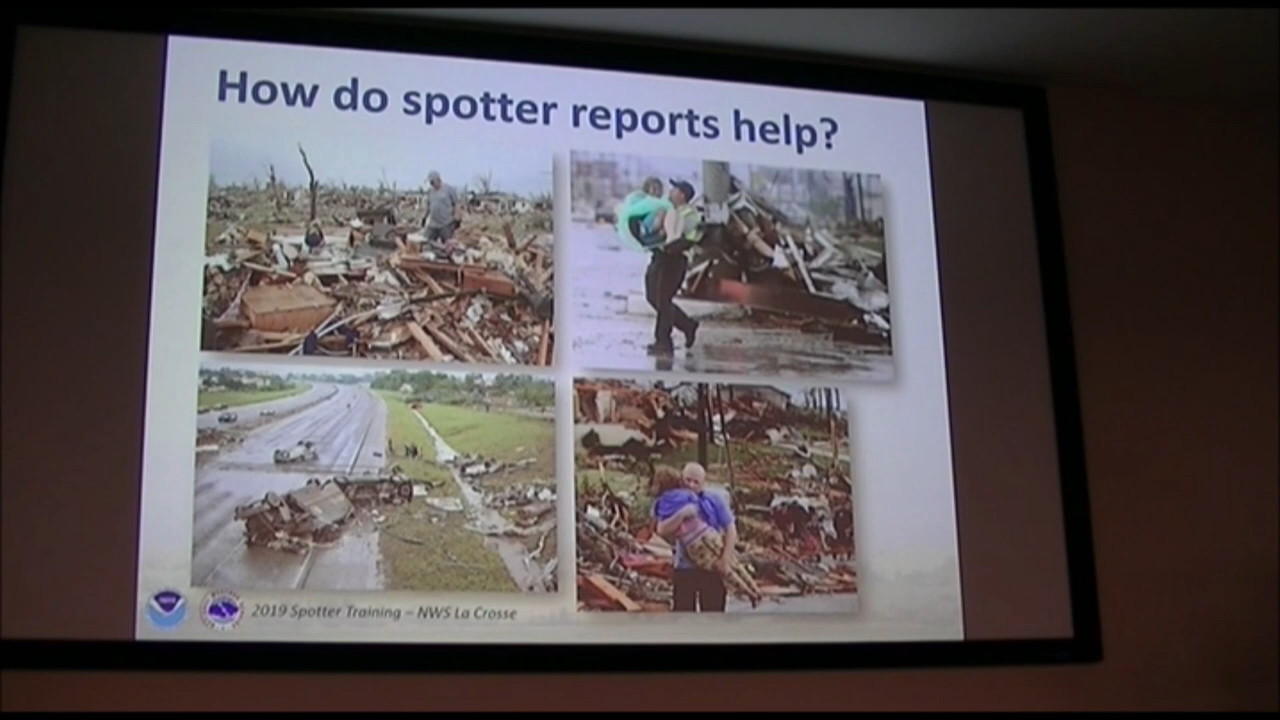 How do spotter reports help?
2019 Spotter Training – NWS La Crosse